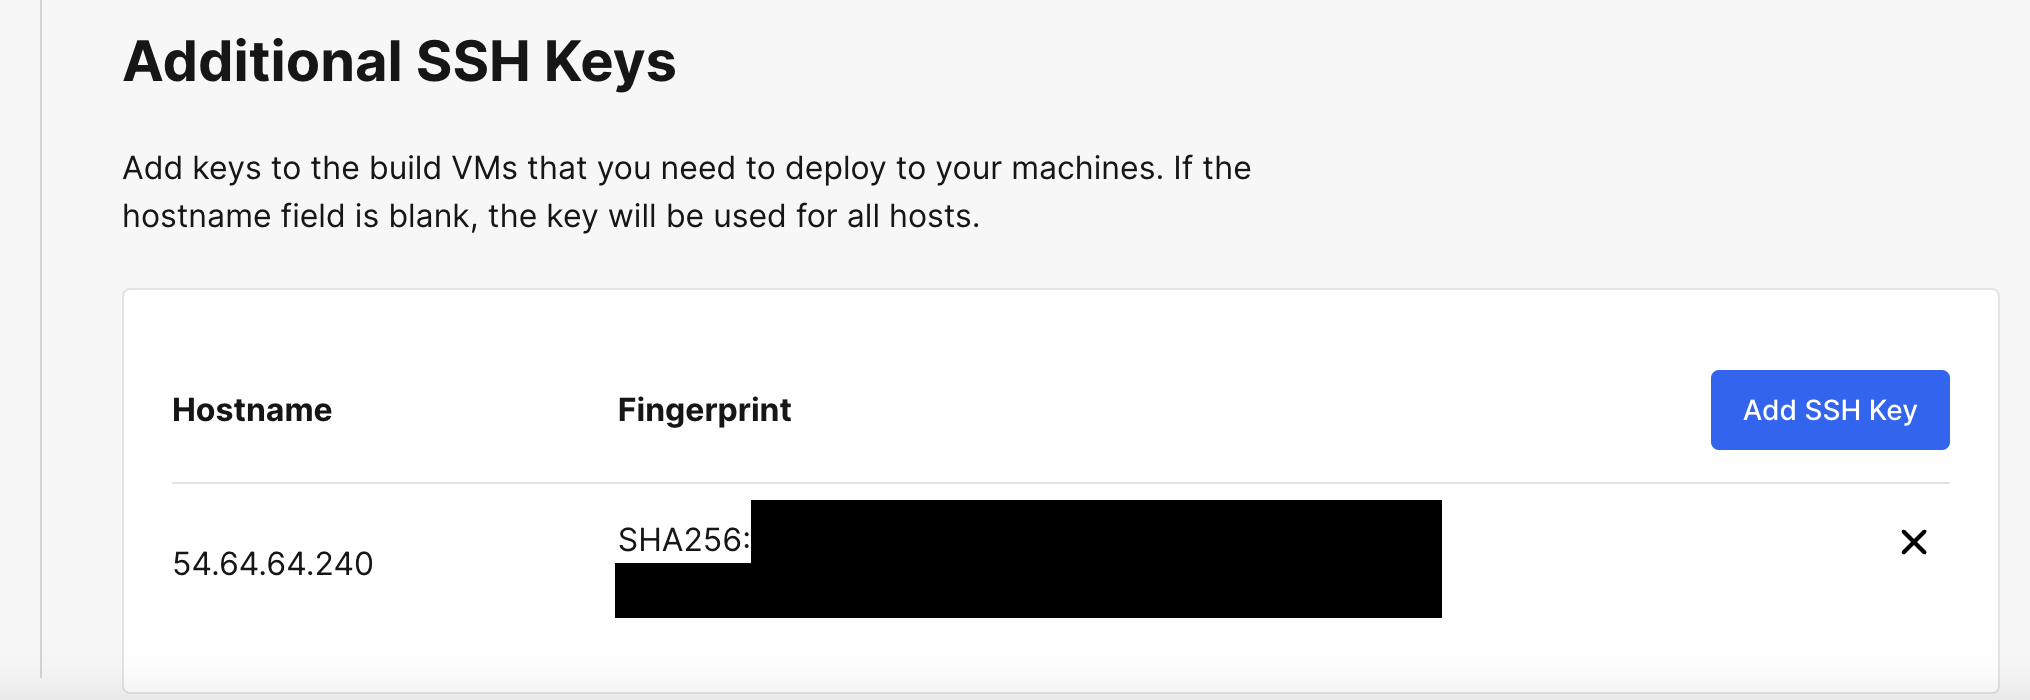 Additional SSH Keys
Add keys to the build VMs that you need to deploy to your machines. If the
hostname field is blank, the key will be used for all hosts.
Hostname
Fingerprint
Add SSH Key
54.64.64.240
SHA256: